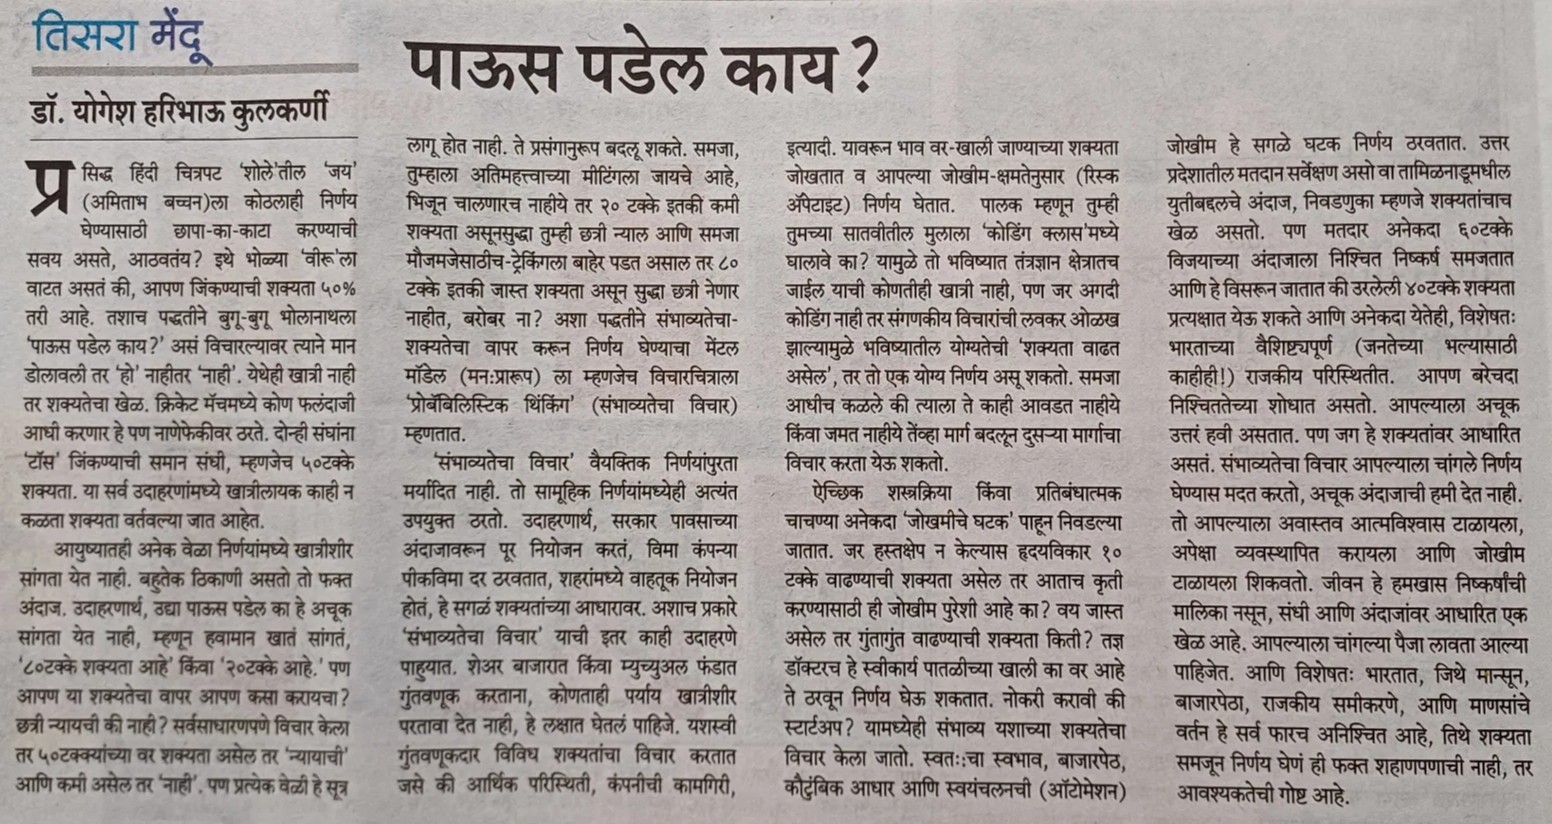 तिसरा मेंदू
पाऊस पडेल काय?
डॉ. योगेश हरिभाऊ कुलकर्णी
प्रसिद्ध हिंदी चित्रपट ‘शोले’तील ‘जय’
(अमिताभ बच्चन)ला कोठलाही निर्णय
घेण्यासाठी छापा-का-काटा करण्याची
सवय असते, आठवतंय? इथे भोळ्या ‘वीरू’ला
वाटत असतं की, आपण जिंकण्याची शक्यता ५०%
तरी आहे. तशाच पद्धतीने बुगू-बुगू भोलानाथला
‘पाऊस पडेल काय?’ असं विचारल्यावर त्याने मान
डोलावली तर ‘हो’ नाहीतर ‘नाही’. येथेही खात्री नाही
तर शक्यतेचा खेळ. क्रिकेट मॅचमध्ये कोण फलंदाजी
आधी करणार हे पण नाणेफेकीवर ठरते. दोन्ही संघांना
‘टॉस’ जिंकण्याची समान संधी, म्हणजेच ५०टक्के
शक्यता. या सर्व उदाहरणांमध्ये खात्रीलायक काही न
कळता शक्यता वर्तवल्या जात आहेत.
आयुष्यातही अनेक वेळा निर्णयांमध्ये खात्रीशीर
सांगता येत नाही. बहुतेक ठिकाणी असतो तो फक्त
अंदाज. उदाहरणार्थ, उद्या पाऊस पडेल का हे अचूक
सांगता येत नाही, म्हणून हवामान खातं सांगतं,
‘८०टक्के शक्यता आहे’ किंवा ‘२०टक्के आहे.’ पण
आपण या शक्यतेचा वापर आपण कसा करायचा?
छत्री न्यायची की नाही? सर्वसाधारणपणे विचार केला
तर ५०टक्क्यांच्या वर शक्यता असेल तर ‘न्यायाची’
आणि कमी असेल तर ‘नाही’. पण प्रत्येक वेळी हे सूत्र
लागू होत नाही. ते प्रसंगानुरूप बदलू शकते. समजा,
तुम्हाला अतिमहत्त्वाच्या मीटिंगला जायचे आहे,
भिजून चालणारच नाहीये तर २० टक्के इतकी कमी
शक्यता असूनसुद्धा तुम्ही छत्री न्याल आणि समजा
मौजमजेसाठीच-ट्रेकिंगला बाहेर पडत असाल तर ८०
टक्के इतकी जास्त शक्यता असून सुद्धा छत्री नेणार
नाहीत, बरोबर ना? अशा पद्धतीने संभाव्यतेचा-
शक्यतेचा वापर करून निर्णय घेण्याचा मेंटल
मॉडेल (मनःप्रारूप) ला म्हणजेच विचारचित्राला
‘प्रोबॅबिलिस्टिक थिंकिंग’ (संभाव्यतेचा विचार)
म्हणतात.
‘संभाव्यतेचा विचार’ वैयक्तिक निर्णयांपुरता
मर्यादित नाही. तो सामूहिक निर्णयांमध्येही अत्यंत
उपयुक्त ठरतो. उदाहरणार्थ, सरकार पावसाच्या
अंदाजावरून पूर नियोजन करतं, विमा कंपन्या
पीकविमा दर ठरवतात, शहरांमध्ये वाहतूक नियोजन
होतं, हे सगळं शक्यतांच्या आधारावर. अशाच प्रकारे
‘संभाव्यतेचा विचार’ याची इतर काही उदाहरणे
पाहूयात. शेअर बाजारात किंवा म्युच्युअल फंडात
गुंतवणूक करताना, कोणताही पर्याय खात्रीशीर
परतावा देत नाही, हे लक्षात घेतलं पाहिजे. यशस्वी
गुंतवणूकदार विविध शक्यतांचा विचार करतात
जसे की आर्थिक परिस्थिती, कंपनीची कामगिरी,
इत्यादी. यावरून भाव वर-खाली जाण्याच्या शक्यता
जोखतात व आपल्या जोखीम-क्षमतेनुसार (रिस्क
ॲपेटाइट) निर्णय घेतात. पालक म्हणून तुम्ही
तुमच्या सातवीतील मुलाला ‘कोडिंग क्लास’मध्ये
घालावे का? यामुळे तो भविष्यात तंत्रज्ञान क्षेत्रातच
जाईल याची कोणतीही खात्री नाही, पण जर अगदी
कोडिंग नाही तर संगणकीय विचारांची लवकर ओळख
झाल्यामुळे भविष्यातील योग्यतेची ‘शक्यता वाढत
असेल’, तर तो एक योग्य निर्णय असू शकतो. समजा
आधीच कळले की त्याला ते काही आवडत नाहीये
किंवा जमत नाहीये तेंव्हा मार्ग बदलून दुसऱ्या मार्गाचा
विचार करता येऊ शकतो.
ऐच्छिक शस्त्रक्रिया किंवा प्रतिबंधात्मक
चाचण्या अनेकदा ‘जोखमीचे घटक’ पाहून निवडल्या
जातात. जर हस्तक्षेप न केल्यास हृदयविकार १०
टक्के वाढण्याची शक्यता असेल तर आताच कृती
करण्यासाठी ही जोखीम पुरेशी आहे का? वय जास्त
असेल तर गुंतागुंत वाढण्याची शक्यता किती? तज्ञ
डॉक्टरच हे स्वीकार्य पातळीच्या खाली का वर आहे
ते ठरवून निर्णय घेऊ शकतात. नोकरी करावी की
स्टार्टअप? यामध्येही संभाव्य यशाच्या शक्यतेचा
विचार केला जातो. स्वतः:चा स्वभाव, बाजारपेठ,
कौटुंबिक आधार आणि स्वयंचलनची (ऑटोमेशन)
जोखीम हे सगळे घटक निर्णय ठरवतात. उत्तर
प्रदेशातील मतदान सर्वेक्षण असो वा तामिळनाडूमधील
युतीबद्दलचे अंदाज, निवडणुका म्हणजे शक्यतांचाच
खेळ असतो. पण मतदार अनेकदा ६०टक्के
विजयाच्या अंदाजाला निश्चित निष्कर्ष समजतात
आणि हे विसरून जातात की उरलेली ४०टक्के शक्यता
प्रत्यक्षात येऊ शकते आणि अनेकदा येतेही, विशेषतः
भारताच्या वैशिष्ट्यपूर्ण (जनतेच्या भल्यासाठी
काहीही!) राजकीय परिस्थितीत. आपण बरेचदा
निश्चिततेच्या शोधात असतो. आपल्याला अचूक
उत्तरं हवी असतात. पण जग हे शक्यतांवर आधारित
असतं. संभाव्यतेचा विचार आपल्याला चांगले निर्णय
घेण्यास मदत करतो, अचूक अंदाजाची हमी देत नाही.
तो आपल्याला अवास्तव आत्मविश्वास टाळायला,
अपेक्षा व्यवस्थापित करायला आणि जोखीम
टाळायला शिकवतो. जीवन हे हमखास निष्कर्षांची
मालिका नसून, संधी आणि अंदाजांवर आधारित एक
खेळ आहे. आपल्याला चांगल्या पैजा लावता आल्या
पाहिजेत. आणि विशेषतः भारतात, जिथे मान्सून,
बाजारपेठा, राजकीय समीकरणे, आणि माणसांचे
वर्तन हे सर्व फारच अनिश्चित आहे, तिथे शक्यता
समजून निर्णय घेणं ही फक्त शहाणपणाची नाही, तर
आवश्यकतेची गोष्ट आहे.